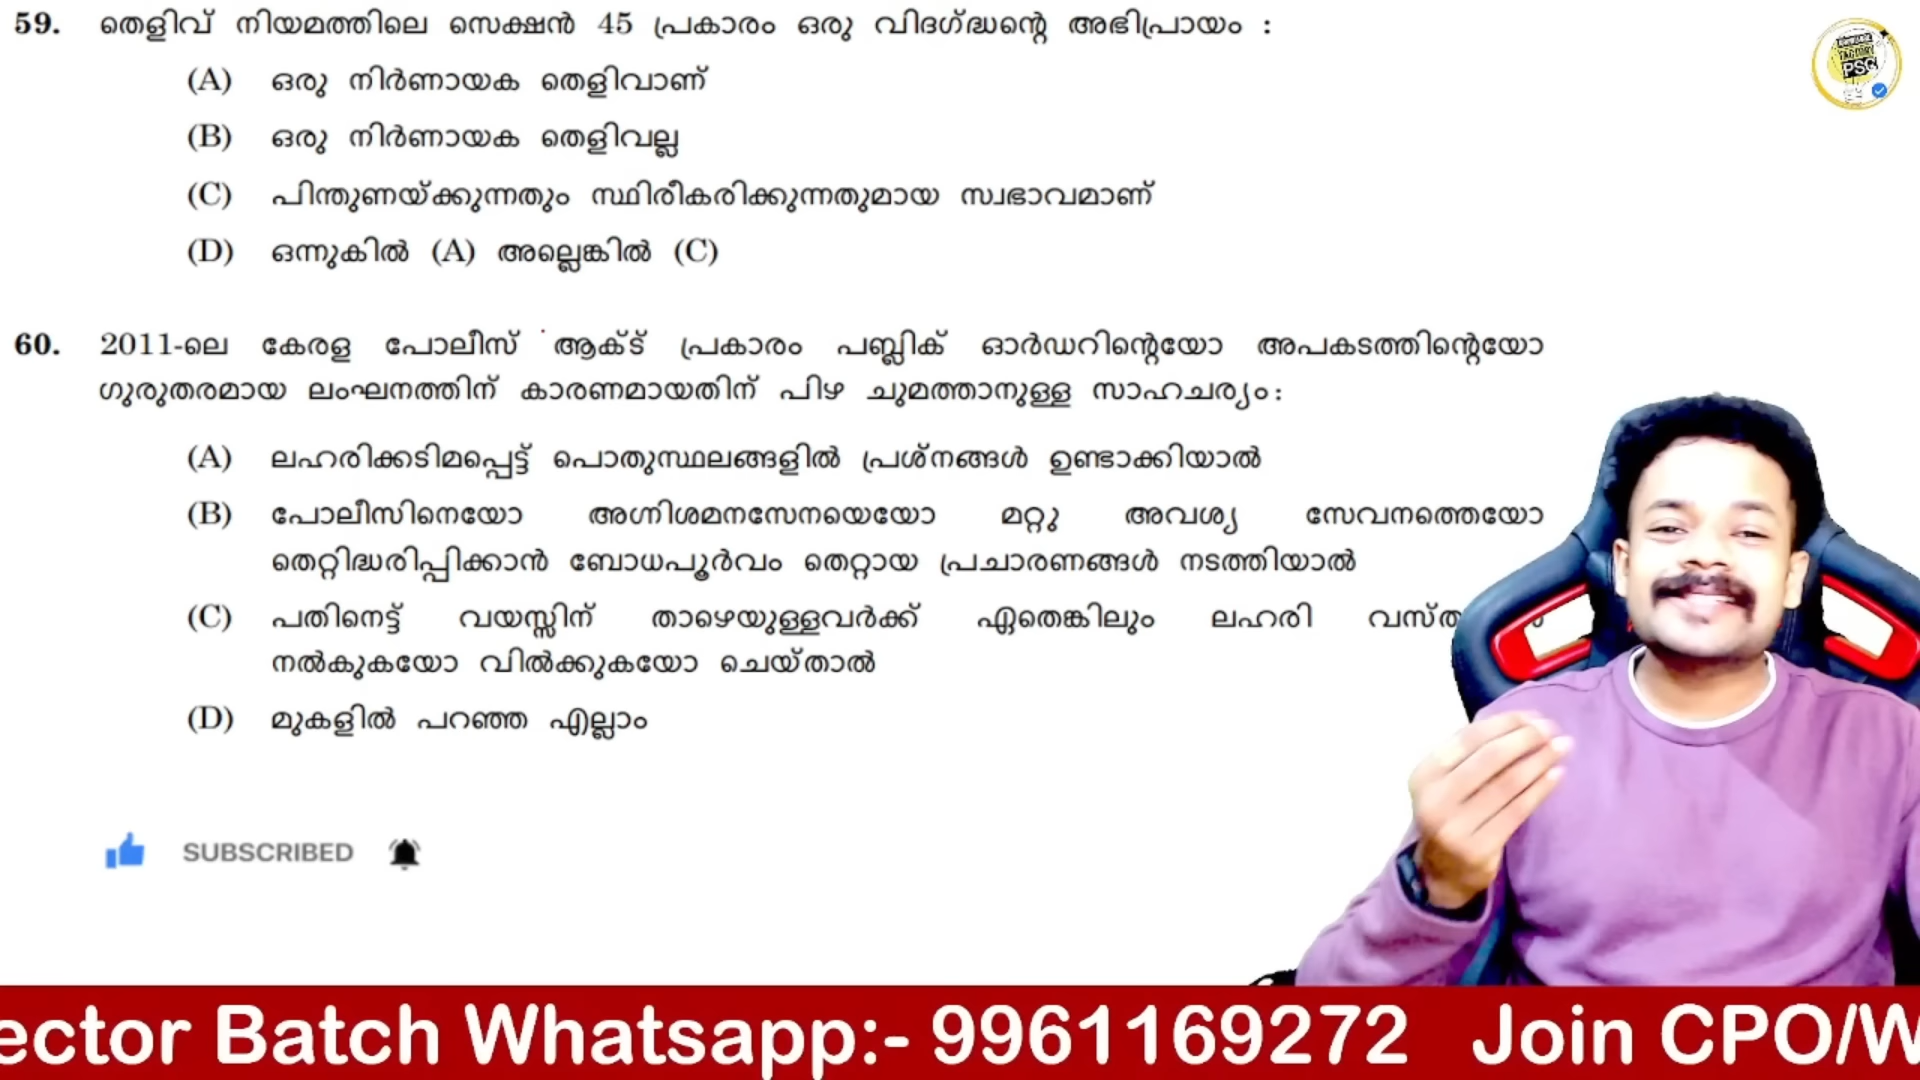 59. തെളിവ് നിയമത്തിലെ സെക്ഷൻ 45 പ്രകാരം ഒരു വിദഗ്ദ്ധന്റെ അഭിപ്രായം :
(A) ഒരു നിർണായക തെളിവാണ്
(B) ഒരു നിർണായക തെളിവല്ല
(C) പിന്തുണയ്ക്കുന്നതും സ്ഥിരീകരിക്കുന്നതുമായ സ്വഭാവമാണ്
(D) ഒന്നുകിൽ (A) അല്ലെങ്കിൽ (C)
60. 2011-ലെ കേരള പോലീസ് ആക്ട് പ്രകാരം പബ്ലിക് ഓർഡറിന്റെയോ അപകടത്തിന്റെയോ
ഗുരുതരമായ ലംഘനത്തിന് കാരണമായതിന് പിഴ ചുമത്താനുള്ള സാഹചര്യം :
(A) ലഹരിക്കടിമപ്പെട്ട് പൊതുസ്ഥലങ്ങളിൽ പ്രശ്നങ്ങൾ ഉണ്ടാക്കിയാൽ
(B) പോലീസിനെയോ അഗ്നിശമനസേനയെയോ മറ്റു അവശ്യ സേവനത്തെയോ
തെറ്റിദ്ധരിപ്പിക്കാൻ ബോധപൂർവം തെറ്റായ പ്രചാരണങ്ങൾ നടത്തിയാൽ
(C) പതിനെട്ട് വയസ്സിന് താഴെയുള്ളവർക്ക് ഏതെങ്കിലും ലഹരി
നൽകുകയോ വിൽക്കുകയോ ചെയ്താൽ
(D) മുകളിൽ പറഞ്ഞ എല്ലാം
FACTORY
PSC
SUBSCRIBED
ector Batch Whatsapp:- 9961169272 Join CPO/W